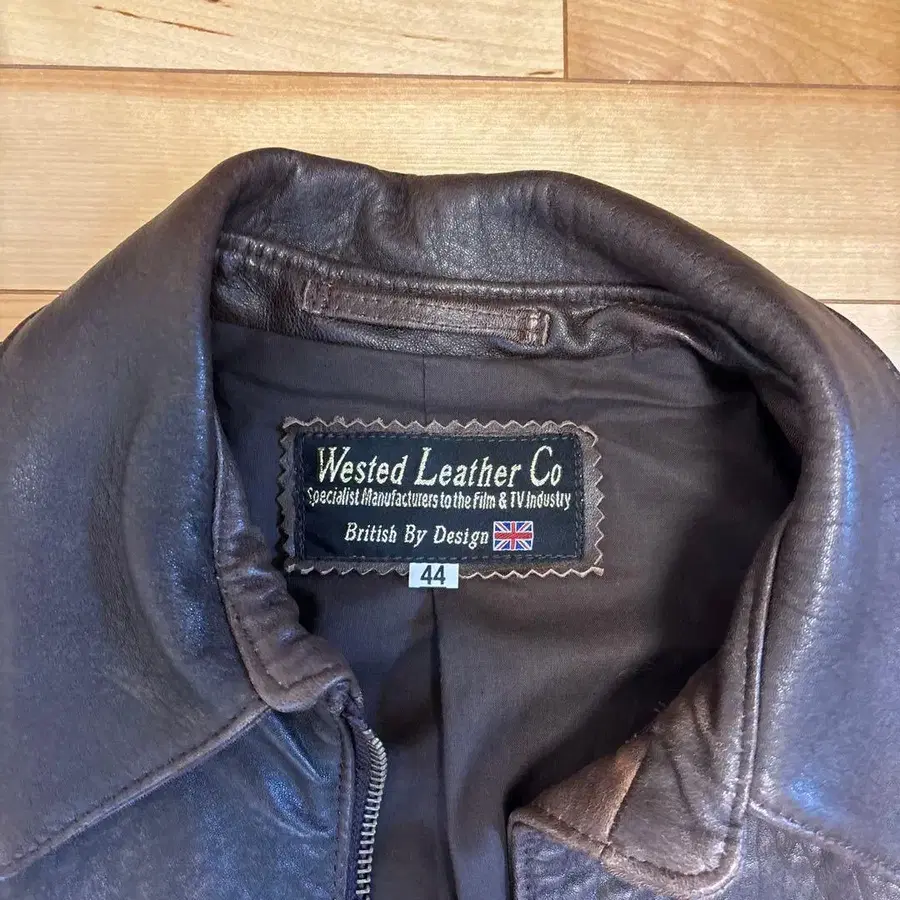 Wested Leather Co
Specialist Manufacturers to the Film & TV Industry
British By Design
44